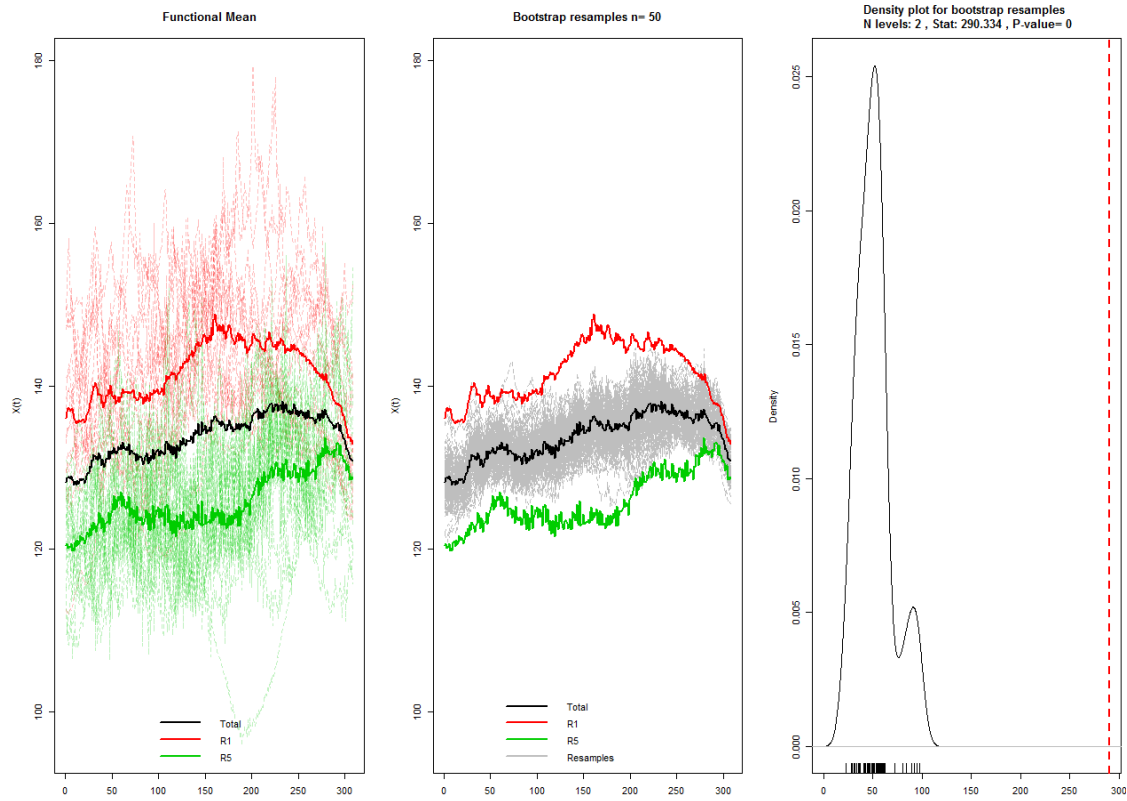 Functional Mean
X(t)
180
160
140
120
100
0 50 100 150 200 250 300
Total
R1
R5
Bootstrap resamples n= 50
X(t)
180
160
140
120
100
0 50 100 150 200 250 300
Total
R1
R5
Resamples
Density plot for bootstrap resamples
N levels: 2 , Stat: 290.334 , P-value= 0
Density
0.025
0.020
0.015
0.010
0.005
0.000
0 50 100 150 200 250 300